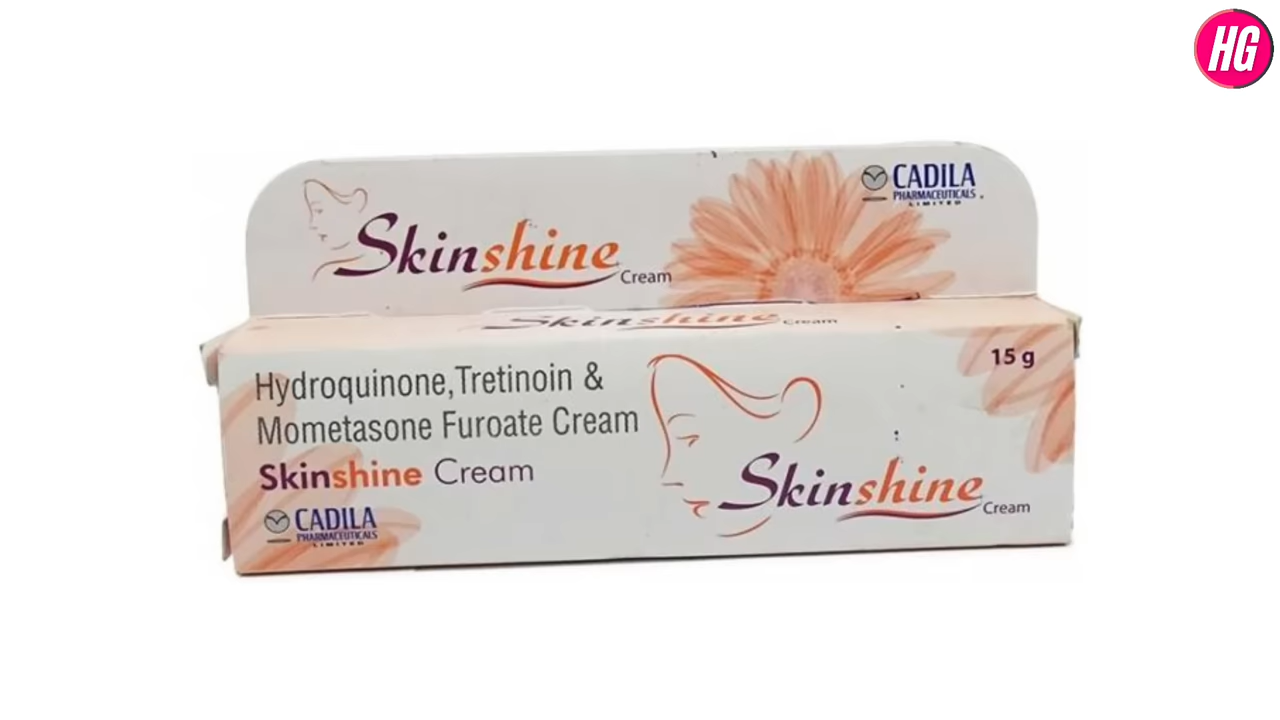 HG
CADILA
PHARMACEUTICALS
LIMITED
Skinshine Cream
Skinshine Cream
15 g
Hydroquinone, Tretinoin &
Mometasone Furoate Cream
Skinshine Cream
CADILA
PHARMACEUTICALS
LIMITED
Skinshine Cream